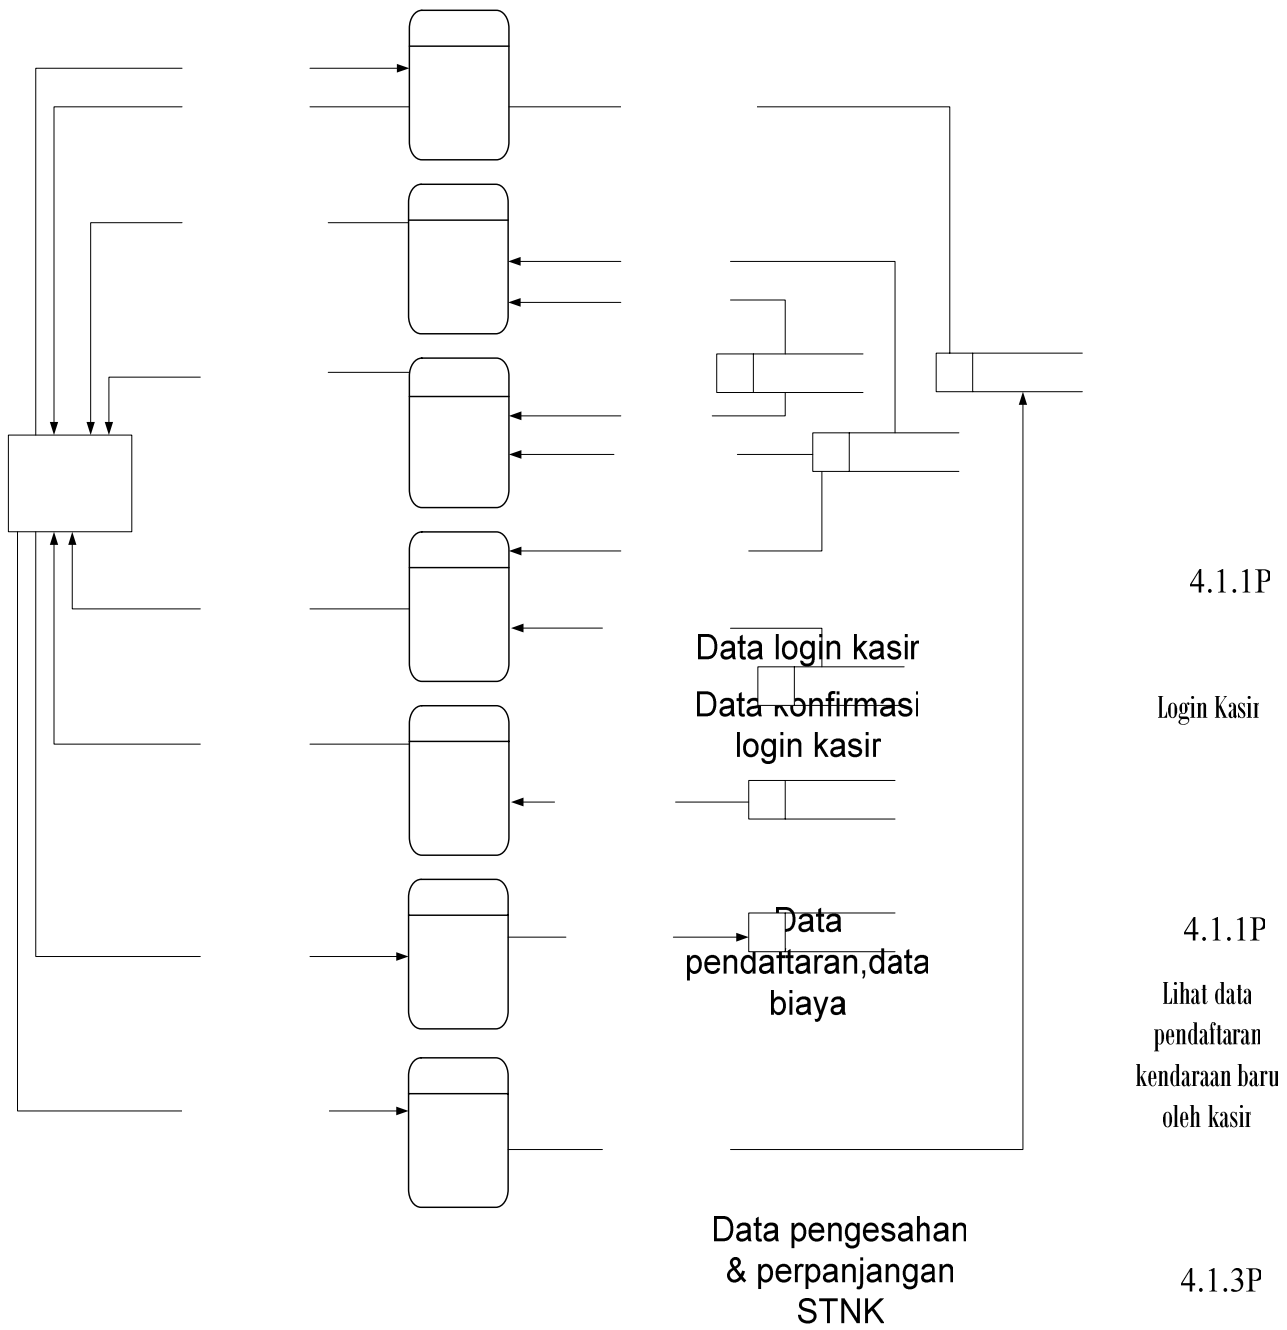 4.1.1P
Data login kasir
Data konfirmasi
login kasir
Login Kasir
Data
pendaftaran,data
biaya
4.1.1P
Lihat data
pendaftaran
kendaraan baru
oleh kasir
Data pengesahan
& perpanjangan
STNK
4.1.3P